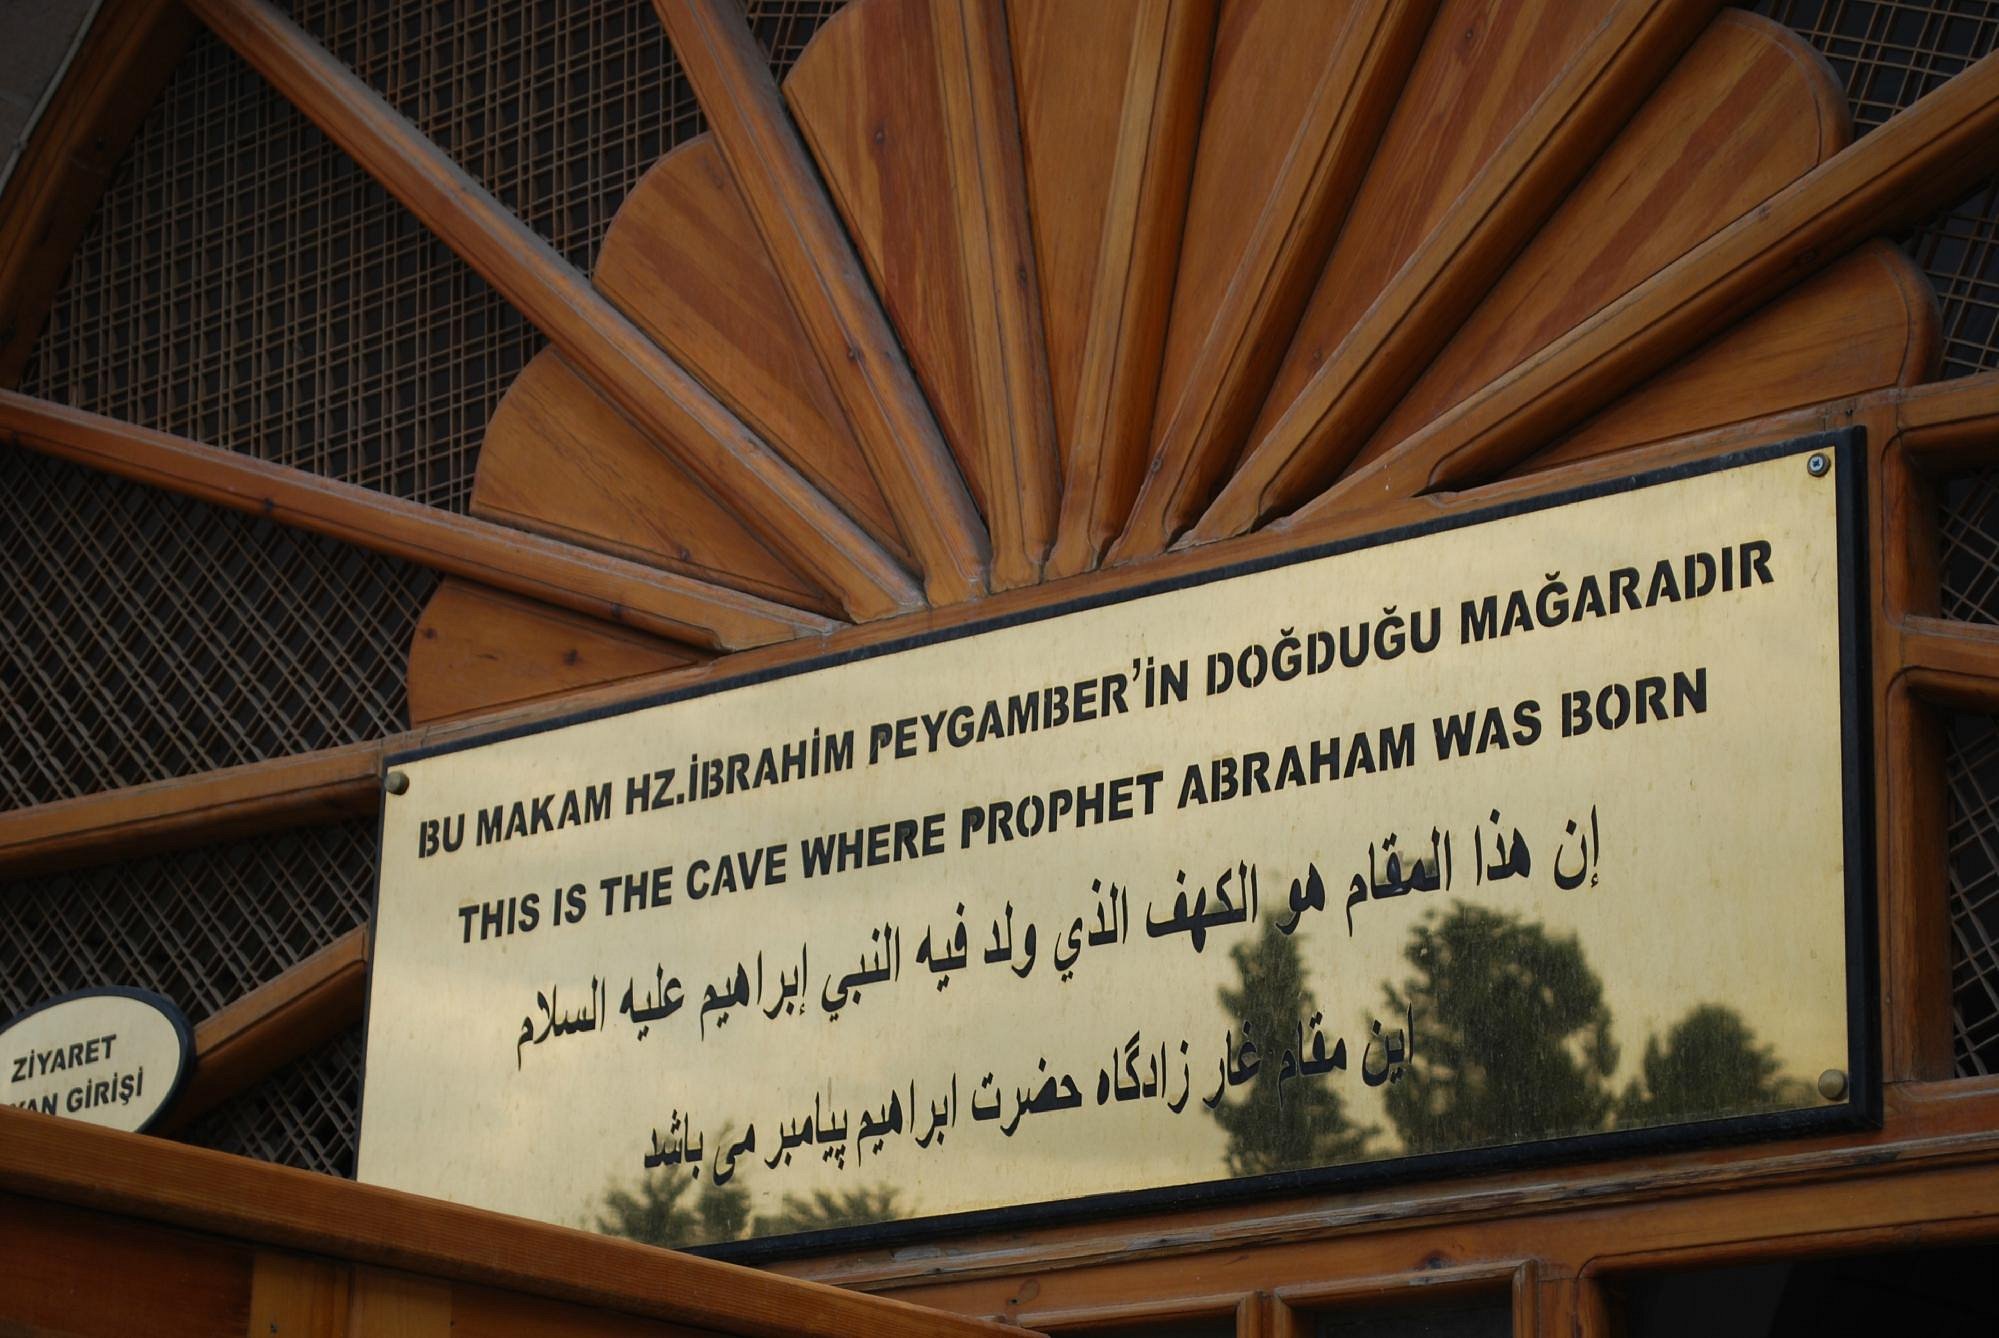 BU MAKAM HZ.İBRAHİM PEYGAMBER'İN DOĞDUĞU MAĞARADIR
THIS IS THE CAVE WHERE PROPHET ABRAHAM WAS BORN
إن هذا المقام هو الكهف الذي ولد فيه النبي إبراهيم عليه السلام
این مقام غار زادگاه حضرت ابراهیم پیامبر می باشد
ZİYARET
GİRİŞİ